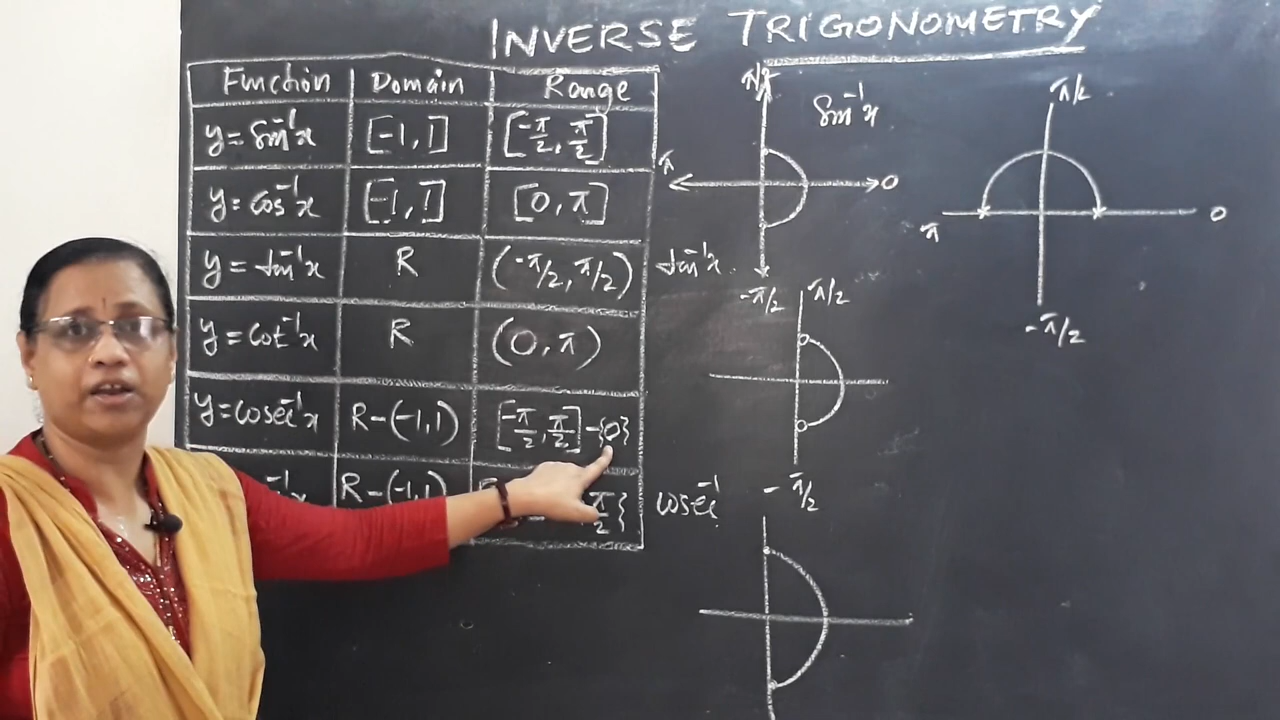 INVERSE TRIGONOMETRY
Function Domain Range
y = Sin⁻¹x [-1, 1] [-π/2, π/2]
y = cos⁻¹x [-1, 1] [0, π]
y = tan⁻¹x R (-π/2, π/2)
y = cot⁻¹x R (0, π)
y = cosec⁻¹x R-(-1,1) [-π/2, π/2]-{0}
⁻¹x R-(-1,1) π/2}
π/2
Sin⁻¹x
π
0
-π/2
π/2
π
0
-π/2
tan⁻¹x
π/2
-π/2
cosec⁻¹